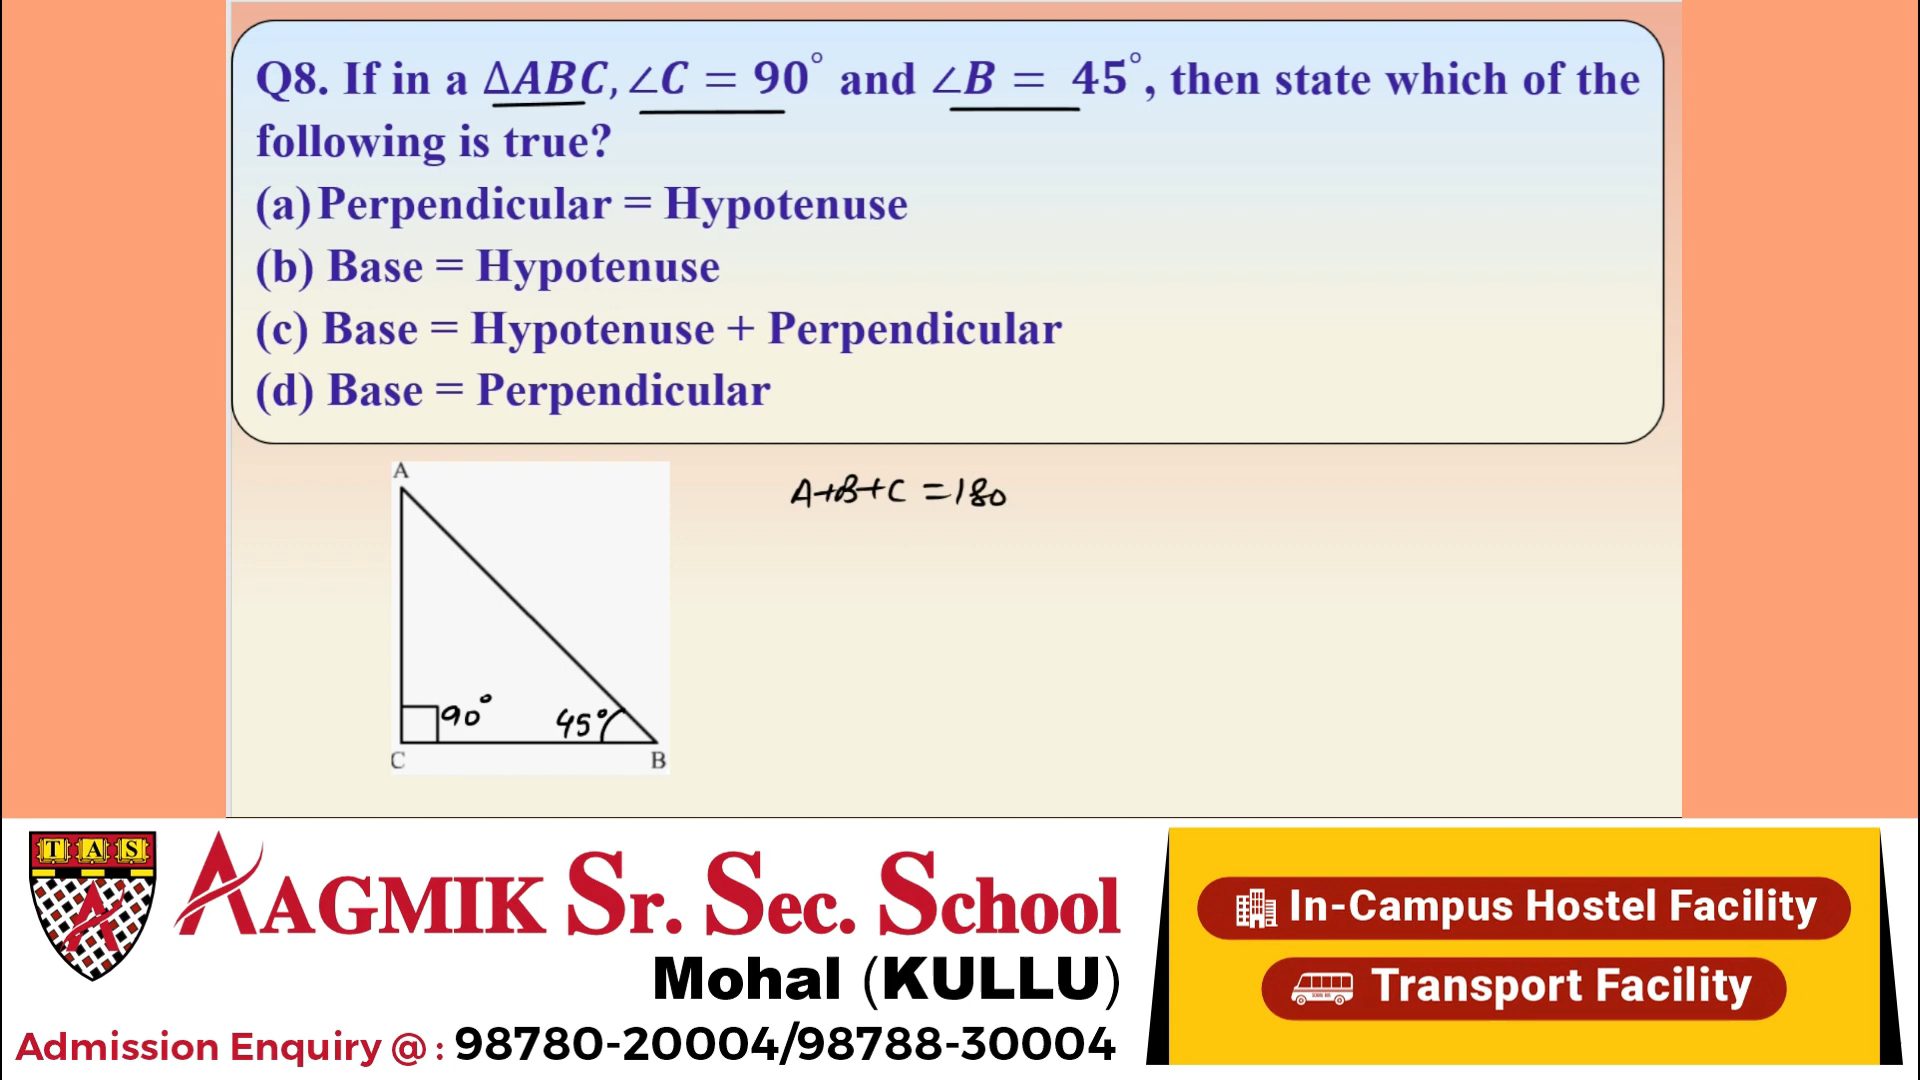 Q8. If in a ΔABC, ∠C = 90° and ∠B = 45°, then state which of the
following is true?
(a) Perpendicular = Hypotenuse
(b) Base = Hypotenuse
(c) Base = Hypotenuse + Perpendicular
(d) Base = Perpendicular
A
A+B+C = 180
90°
45°
C
B
TAS
AAGMIK Sr. Sec. School
Mohal (KULLU)
Admission Enquiry @ : 98780-20004/98788-30004
In-Campus Hostel Facility
Transport Facility